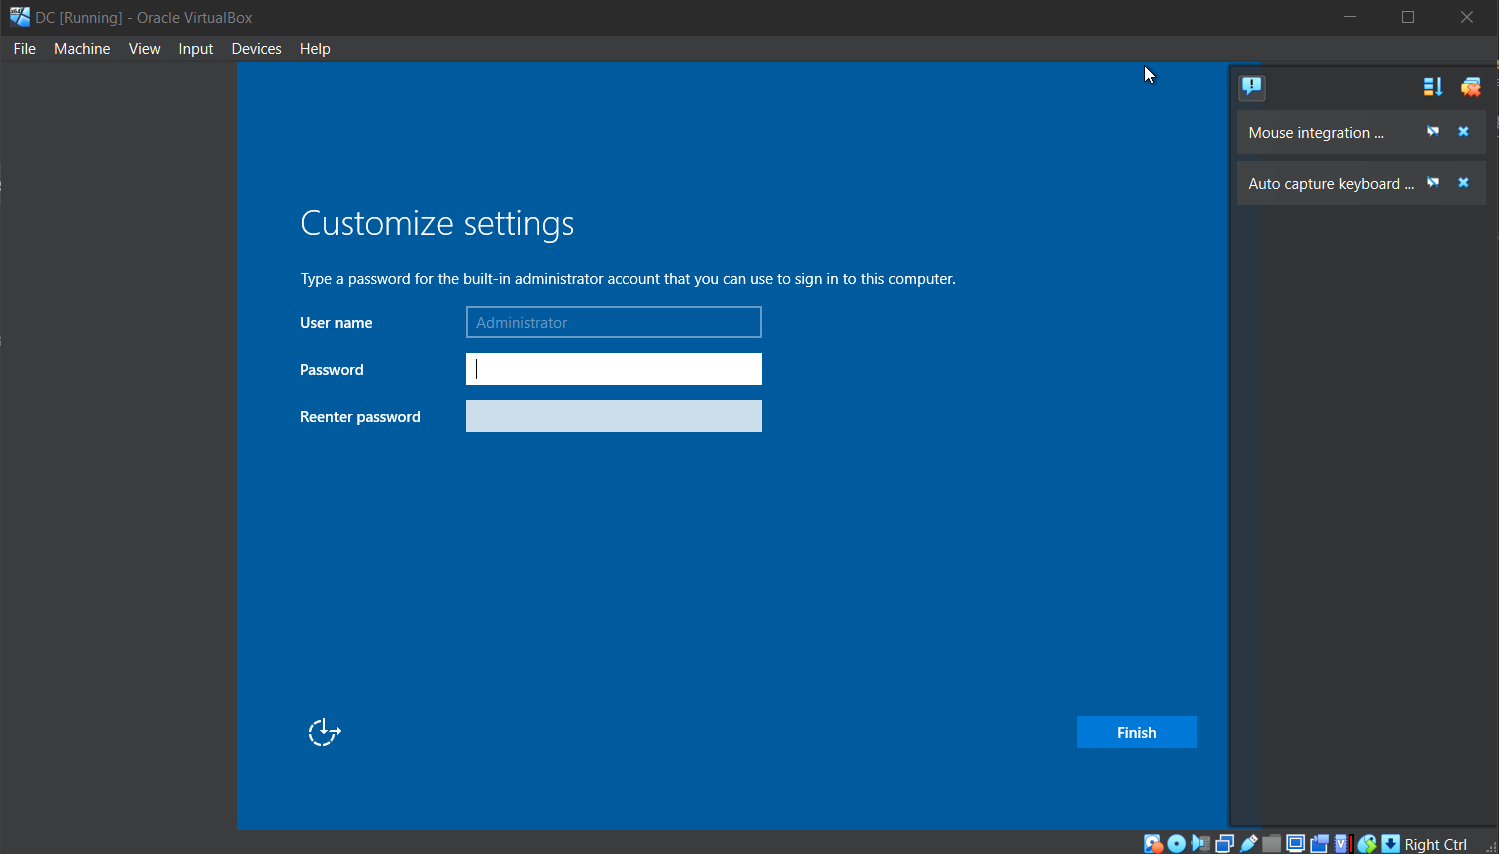 DC [Running] - Oracle VirtualBox
File Machine View Input Devices Help
Mouse integration ...
Auto capture keyboard ...
Customize settings
Type a password for the built-in administrator account that you can use to sign in to this computer.
User name Administrator
Password
Reenter password
Finish
Right Ctrl